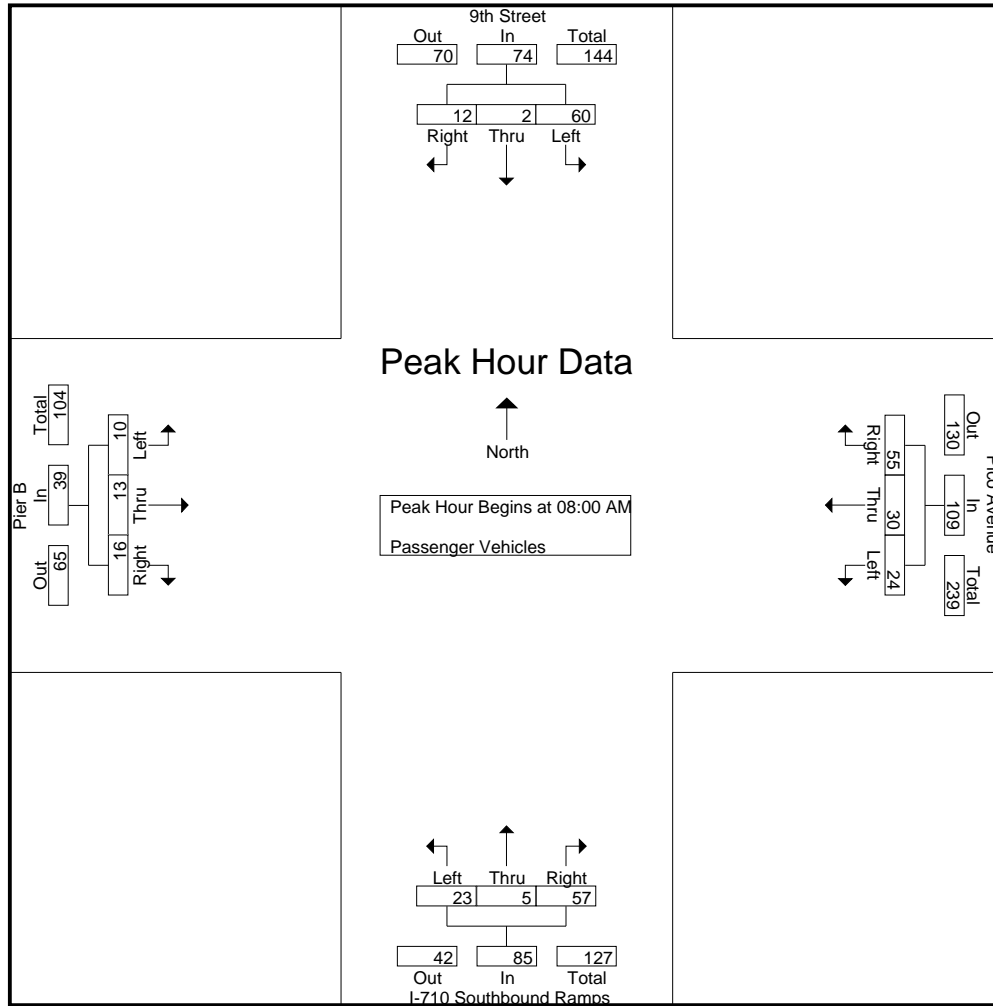 9th Street
Out In Total
70 74 144
12 2 60
Right Thru Left
Peak Hour Data
North
Peak Hour Begins at 08:00 AM
Passenger Vehicles
Pier B
Total In Out
104 39 65
10 13 16
Left Thru Right
Right Thru Left
55 30 24
Out In Total
130 109 239
Avenue
Left Thru Right
23 5 57
42 85 127
Out In Total
I-710 Southbound Ramps